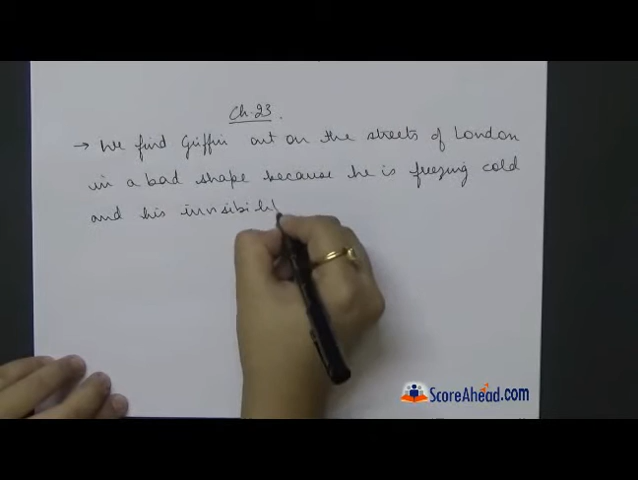 Ch-23.
→ We find Griffin out on the streets of London
in a bad shape because he is freezing cold
and his invisibil
ScoreAhead.com